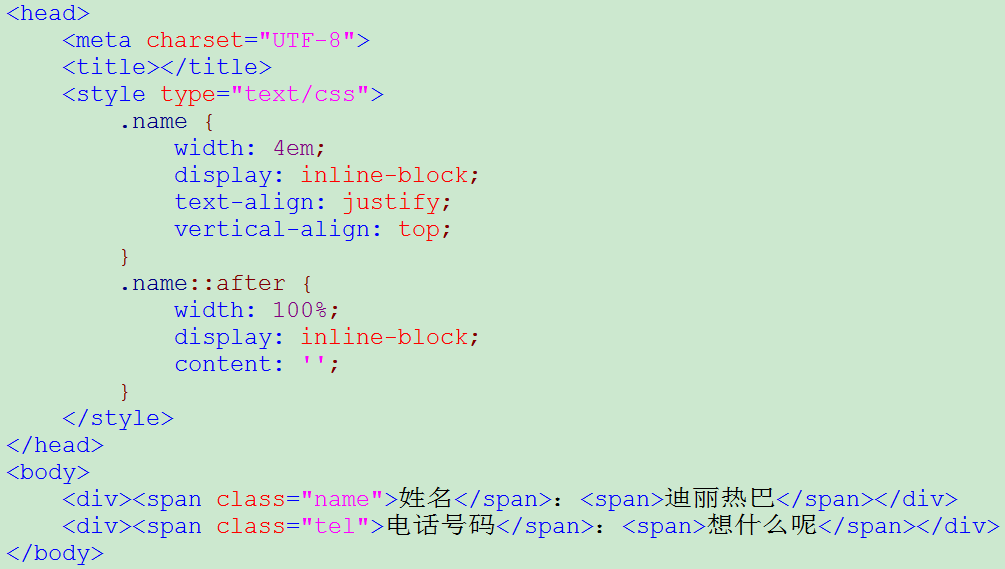 <head>
    <meta charset="UTF-8">
    <title></title>
    <style type="text/css">
        .name {
            width: 4em;
            display: inline-block;
            text-align: justify;
            vertical-align: top;
        }
        .name::after {
            width: 100%;
            display: inline-block;
            content: '';
        }
    </style>
</head>
<body>
    <div><span class="name">姓名</span>：<span>迪丽热巴</span></div>
    <div><span class="tel">电话号码</span>：<span>想什么呢</span></div>
</body>